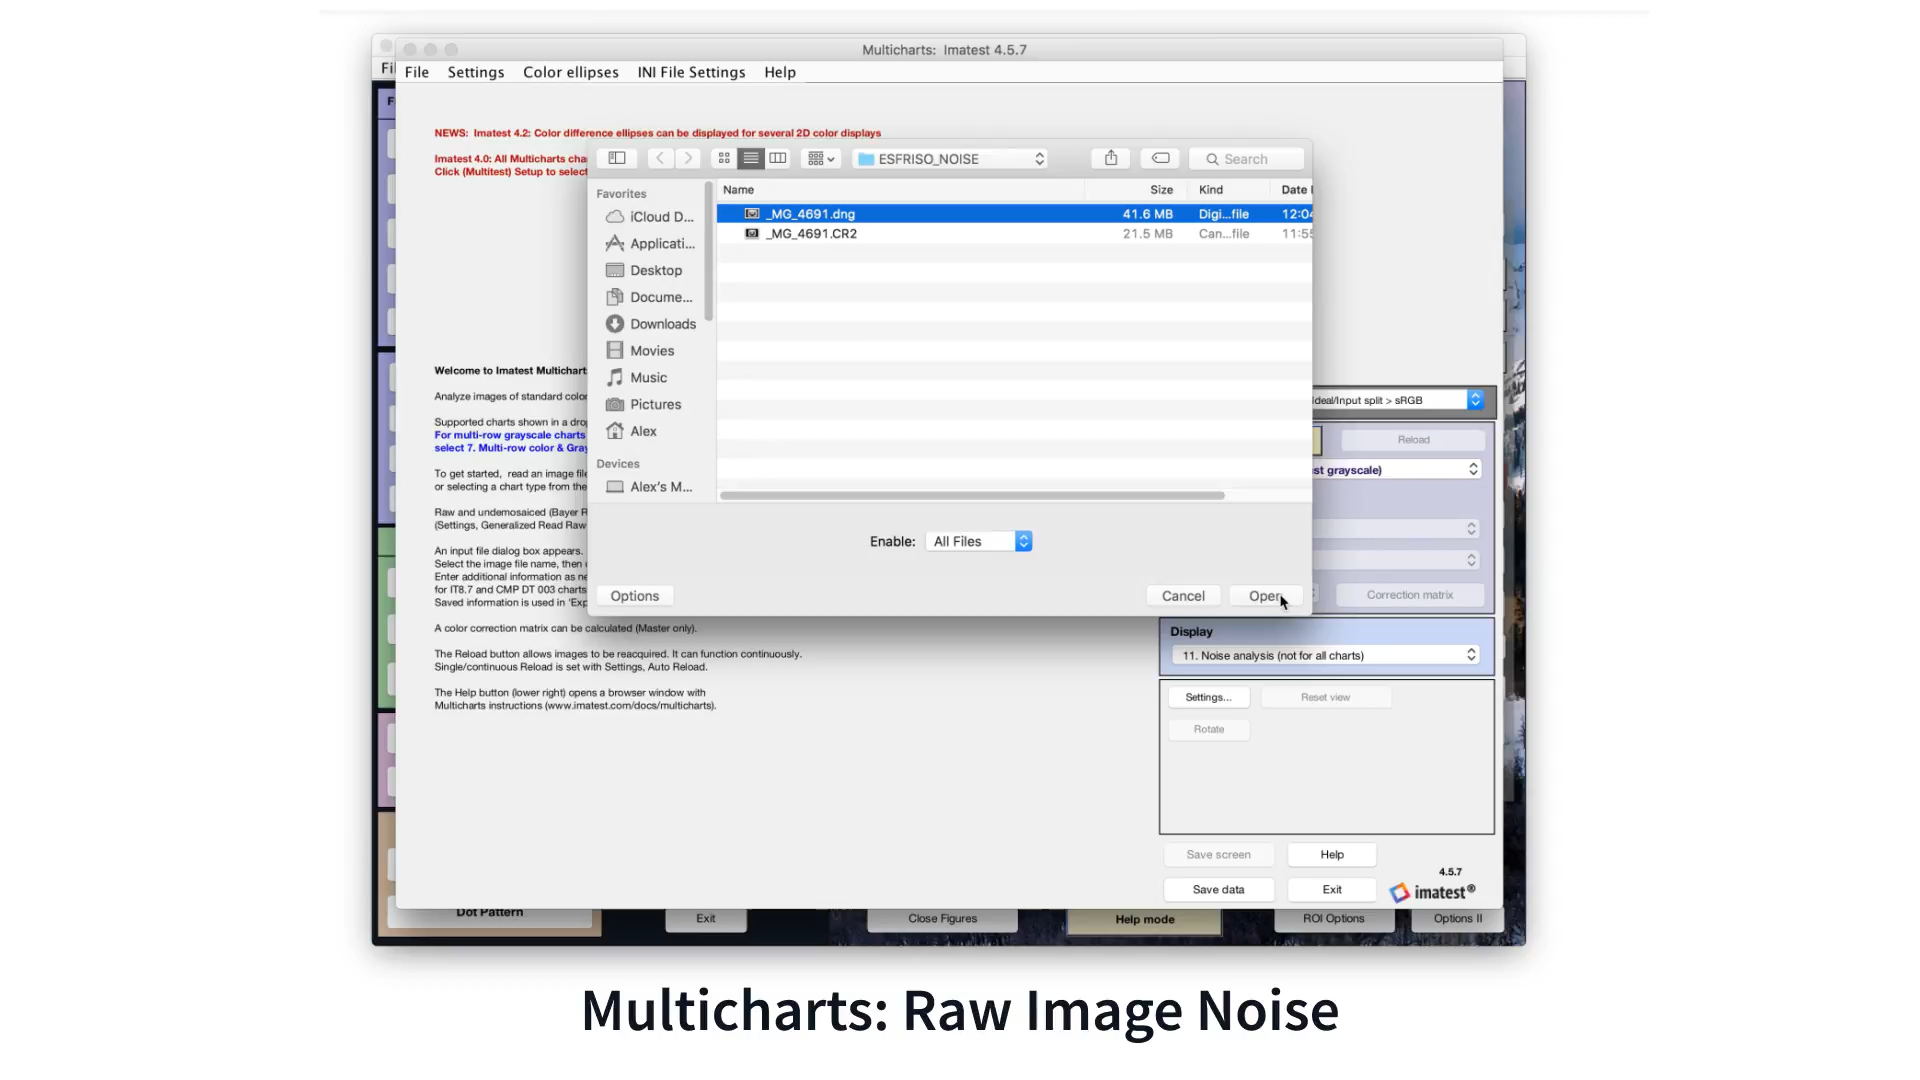 Multicharts: Imatest 4.5.7
File Settings Color ellipses INI File Settings Help
NEWS: Imatest 4.2: Color difference ellipses can be displayed for several 2D color displays
Imatest 4.0: All Multicharts cha
Click (Multitest) Setup to select
ESFRISO_NOISE
Search
Favorites
iCloud D...
Applicati...
Desktop
Docume...
Downloads
Movies
Music
Pictures
Alex
Devices
Alex's M...
Name Size Kind Date
_MG_4691.dng 41.6 MB Digi...file 12:04
_MG_4691.CR2 21.5 MB Can...file 11:55
Enable: All Files
Options Cancel Open
Welcome to Imatest Multichart
Analyze images of standard color
Supported charts shown in a dro
For multi-row grayscale charts
select 7. Multi-row color & Gray
To get started, read an image file
or selecting a chart type from the
Raw and undemosaiced (Bayer R
(Settings, Generalized Read Raw
An input file dialog box appears.
Select the image file name, then
Enter additional information as ne
for IT8.7 and CMP DT 003 charts
Saved information is used in 'Exp
A color correction matrix can be calculated (Master only).
The Reload button allows images to be reacquired. It can function continuously.
Single/continuous Reload is set with Settings, Auto Reload.
The Help button (lower right) opens a browser window with
Multicharts instructions (www.imatest.com/docs/multicharts).
deal/Input split > sRGB
Reload
st grayscale)
Correction matrix
Display
11. Noise analysis (not for all charts)
Settings... Reset view
Rotate
Save screen Help
4.5.7
Save data Exit
imatest®
Dot Pattern Exit Close Figures Help mode ROI Options Options II
Multicharts: Raw Image Noise